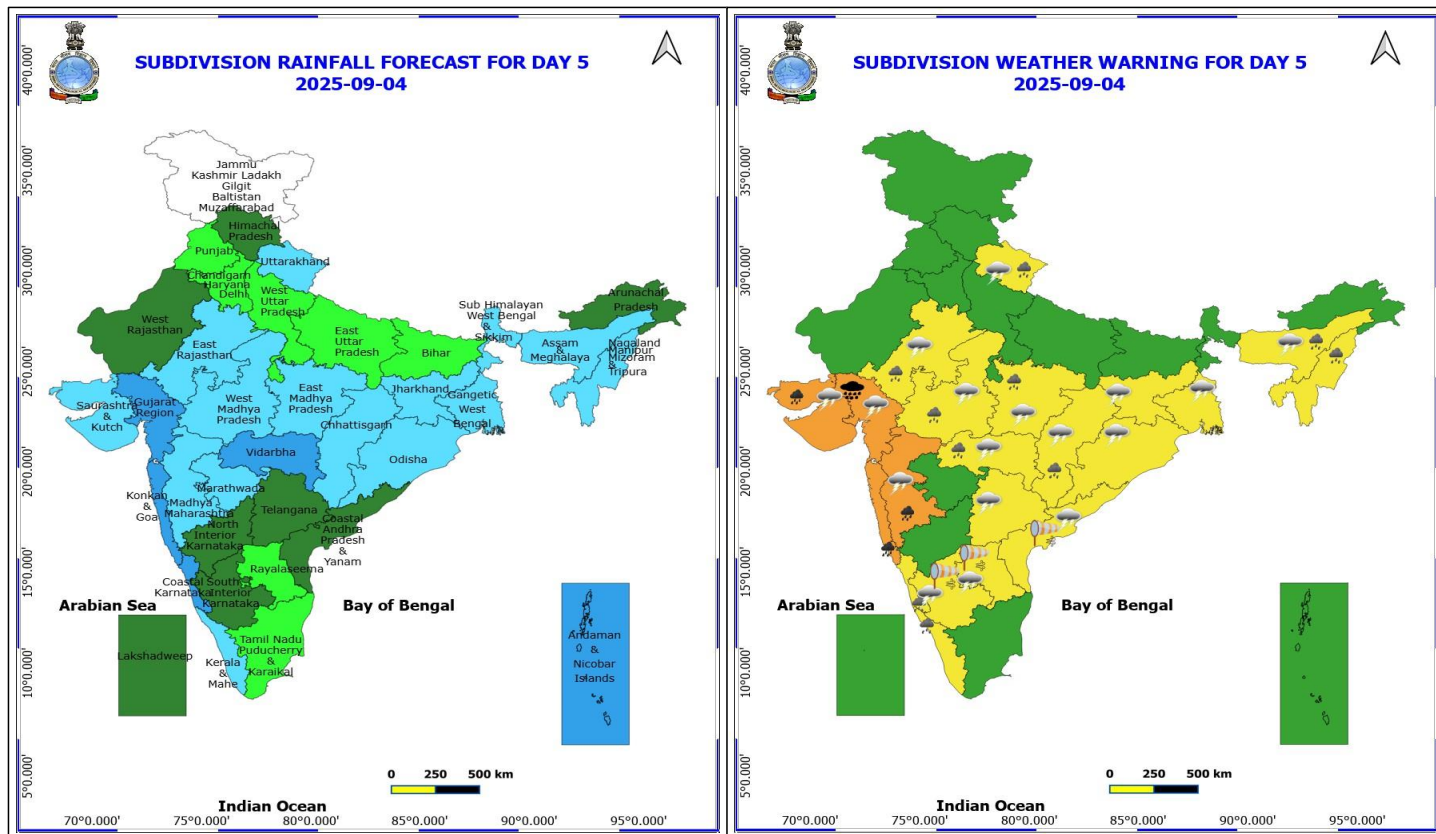 SUBDIVISION RAINFALL FORECAST FOR DAY 5
2025-09-04
40°0.000'
35°0.000'
30°0.000'
25°0.000'
20°0.000'
15°0.000'
10°0.000'
5°0.000'
Jammu
Kashmir Ladakh
Gilgit
Baltistan
Muzaffarabad
Himachal
Pradesh
Punjab
Uttarakhand
Chandigarh
Haryana
Delhi
West
Uttar
Pradesh
West
Rajasthan
East
Rajasthan
East
Uttar
Pradesh
Bihar
Sub Himalayan
West Bengal
&
Sikkim
Arunachal
Pradesh
Assam
&
Meghalaya
Nagaland
Manipur
Mizoram
&
Tripura
Gujarat
Region
Saurashtra
&
Kutch
West
Madhya
Pradesh
East
Madhya
Pradesh
Jharkhand
Gangetic
West
Bengal
Chhattisgarh
Vidarbha
Odisha
Konkan
&
Goa
Madhya
Maharashtra
Marathwada
Telangana
North
Interior
Karnataka
Coastal
Andhra
Pradesh
&
Yanam
Rayalaseema
Coastal
Karnataka
South
Interior
Karnataka
Arabian Sea
Bay of Bengal
Lakshadweep
Kerala
&
Mahe
Tamil Nadu
Puducherry
&
Karaikal
Andaman
&
Nicobar
Islands
0 250 500 km
Indian Ocean
70°0.000' 75°0.000' 80°0.000' 85°0.000' 90°0.000' 95°0.000'
SUBDIVISION WEATHER WARNING FOR DAY 5
2025-09-04
40°0.000'
35°0.000'
30°0.000'
25°0.000'
20°0.000'
15°0.000'
10°0.000'
5°0.000'
Arabian Sea
Bay of Bengal
0 250 500 km
Indian Ocean
70°0.000' 75°0.000' 80°0.000' 85°0.000' 90°0.000' 95°0.000'